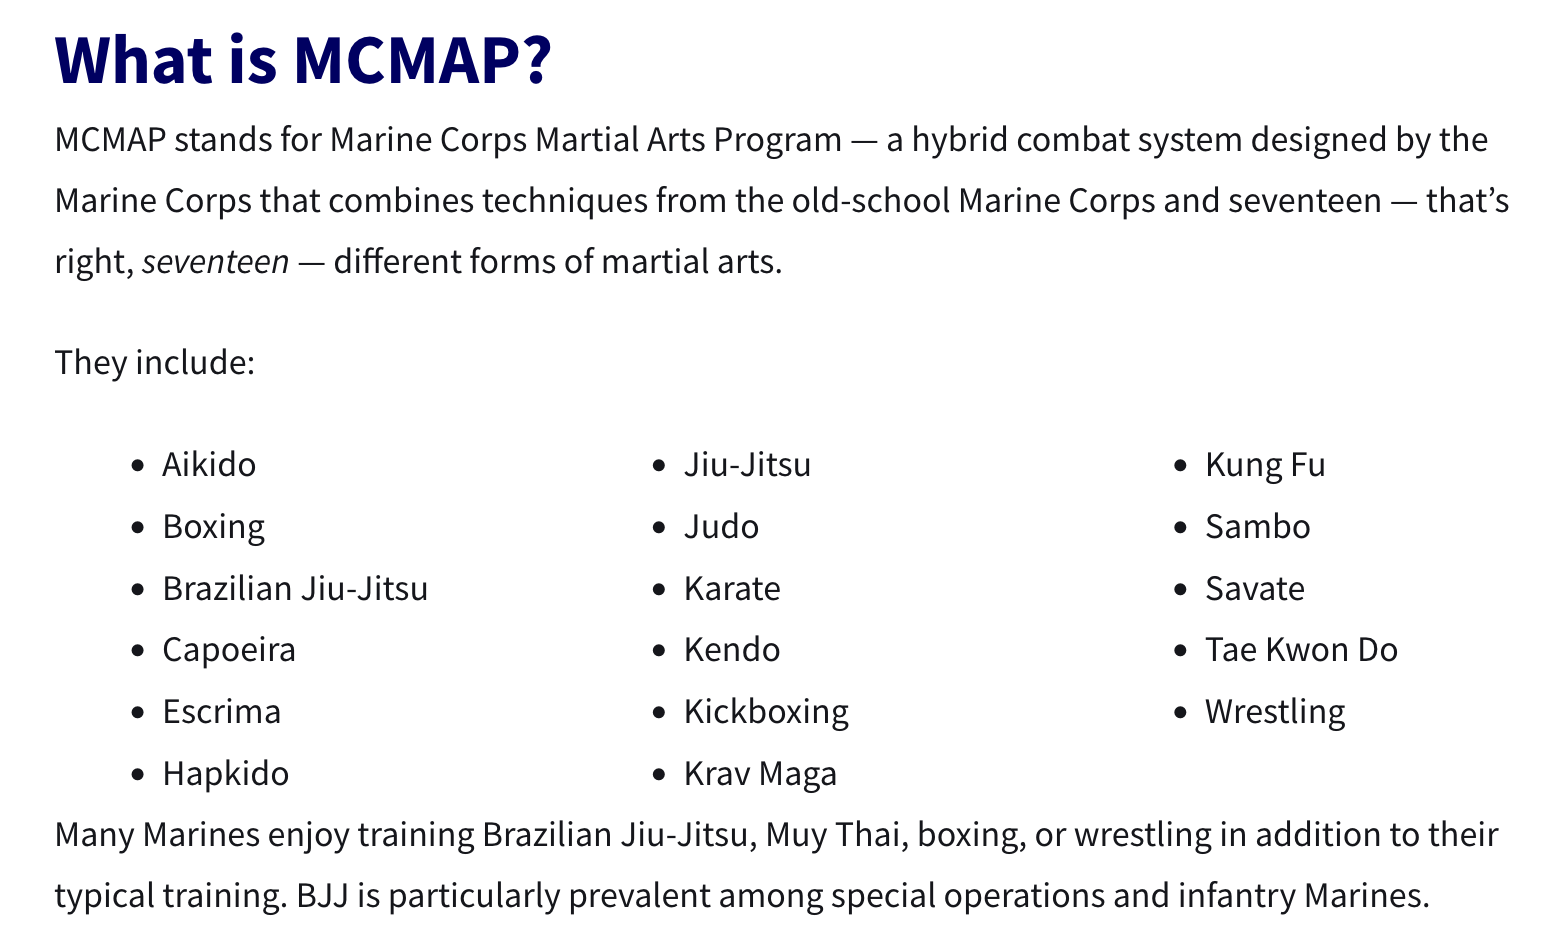 What is MCMAP?
MCMAP stands for Marine Corps Martial Arts Program — a hybrid combat system designed by the
Marine Corps that combines techniques from the old-school Marine Corps and seventeen — that’s
right, seventeen — different forms of martial arts.
They include:
• Aikido
• Boxing
• Brazilian Jiu-Jitsu
• Capoeira
• Escrima
• Hapkido
• Jiu-Jitsu
• Judo
• Karate
• Kendo
• Kickboxing
• Krav Maga
• Kung Fu
• Sambo
• Savate
• Tae Kwon Do
• Wrestling
Many Marines enjoy training Brazilian Jiu-Jitsu, Muy Thai, boxing, or wrestling in addition to their
typical training. BJJ is particularly prevalent among special operations and infantry Marines.